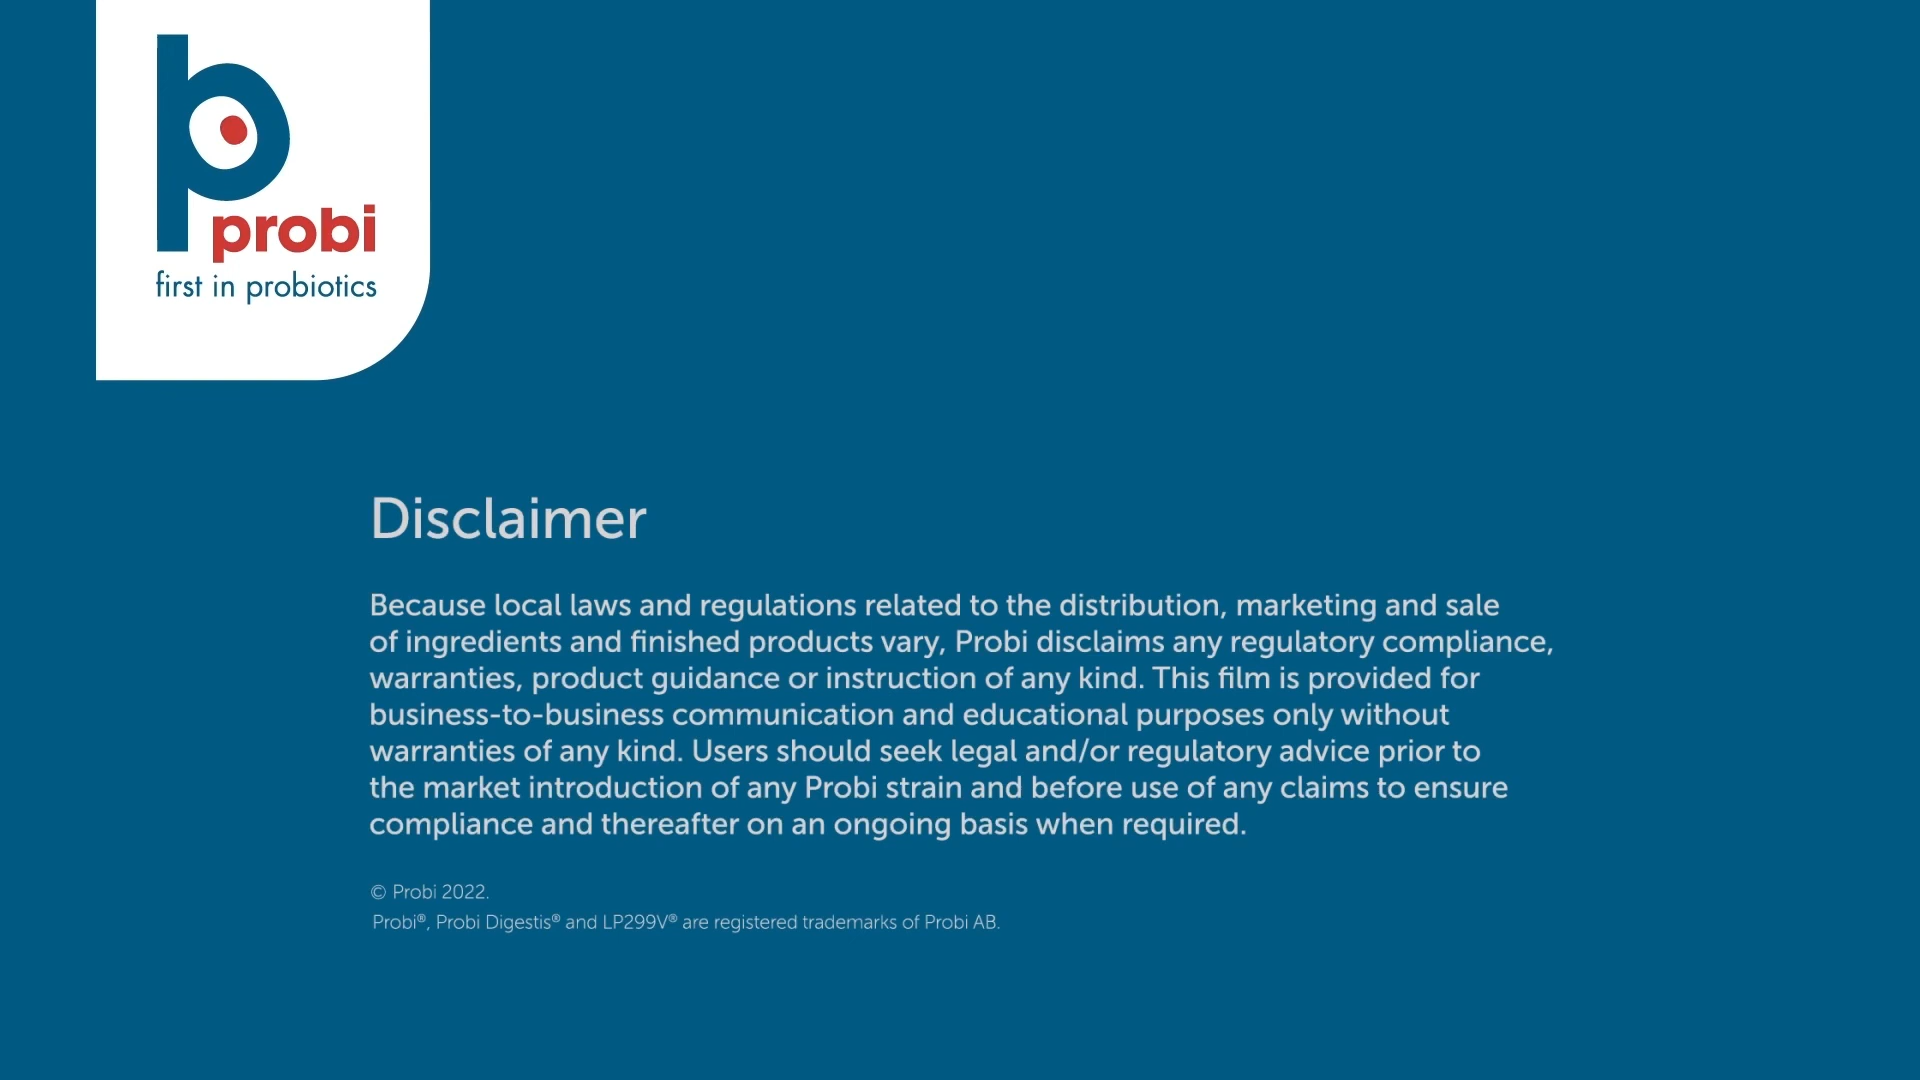 probi
first in probiotics
Disclaimer
Because local laws and regulations related to the distribution, marketing and sale
of ingredients and finished products vary, Probi disclaims any regulatory compliance,
warranties, product guidance or instruction of any kind. This film is provided for
business-to-business communication and educational purposes only without
warranties of any kind. Users should seek legal and/or regulatory advice prior to
the market introduction of any Probi strain and before use of any claims to ensure
compliance and thereafter on an ongoing basis when required.
© Probi 2022.
Probi®, Probi Digestis® and LP299V® are registered trademarks of Probi AB.